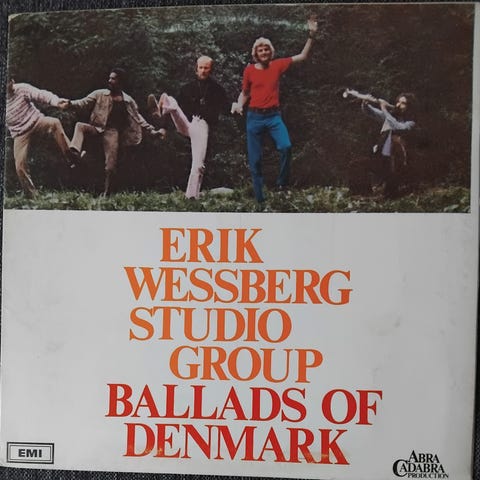 ERIK
WESSBERG
STUDIO
GROUP
BALLADS OF
DENMARK
EMI
ABRA
CADABRA
PRODUCTION